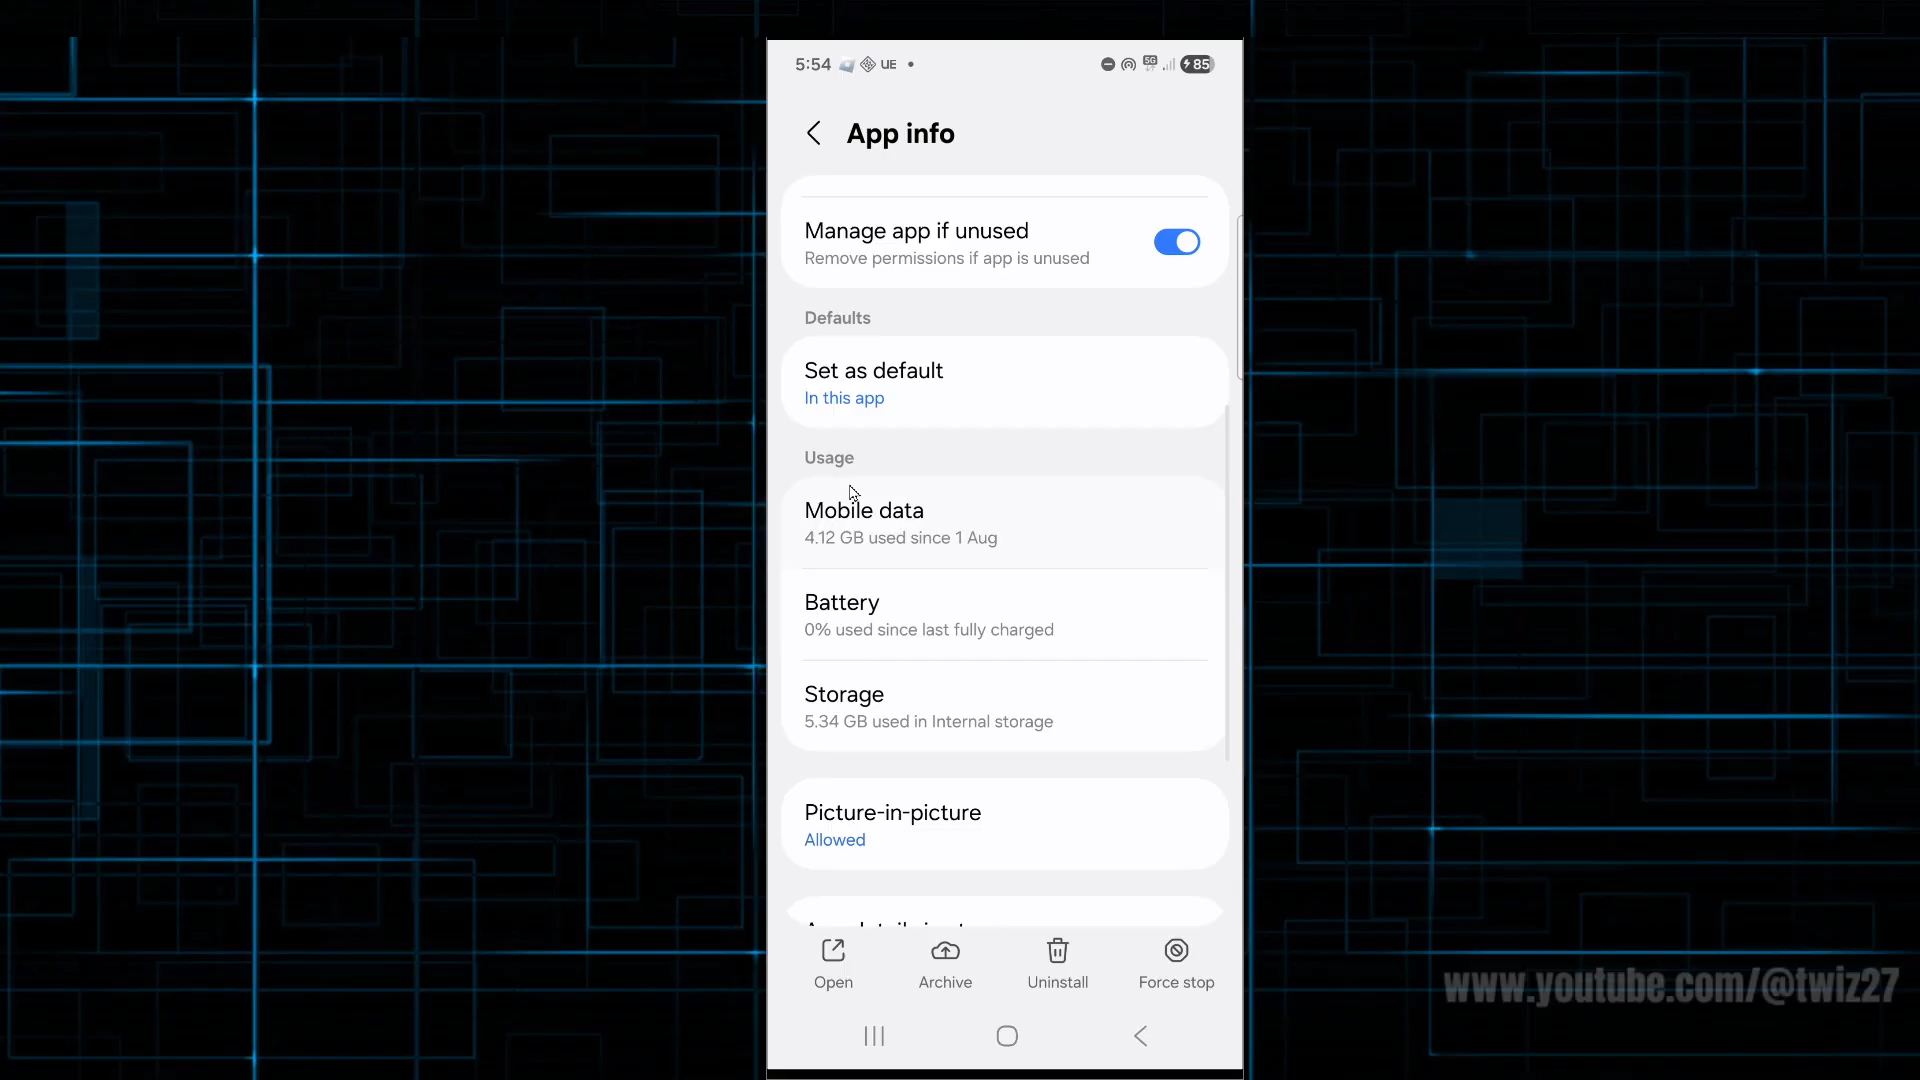 5:54 UE 5G 85
App info
Manage app if unused
Remove permissions if app is unused
Defaults
Set as default
In this app
Usage
Mobile data
4.12 GB used since 1 Aug
Battery
0% used since last fully charged
Storage
5.34 GB used in Internal storage
Picture-in-picture
Allowed
Open Archive Uninstall Force stop
www.youtube.com/@twiz27